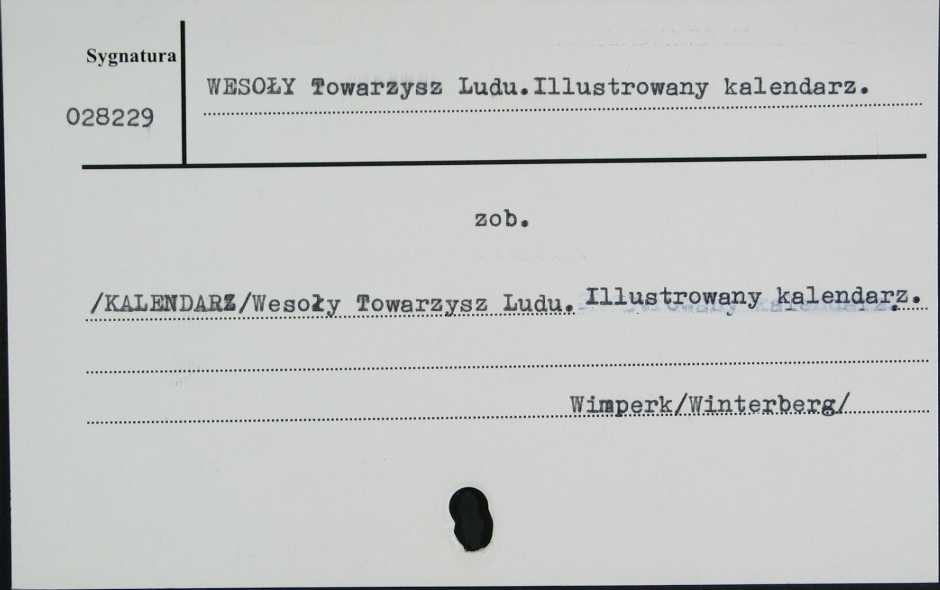 Sygnatura
WESOŁY Towarzysz Ludu.Illustrowany kalendarz.
028229
zob.
/KALENDARZ/Wesoły Towarzysz Ludu. Illustrowany kalendarz.
Wimperk/Winterberg/